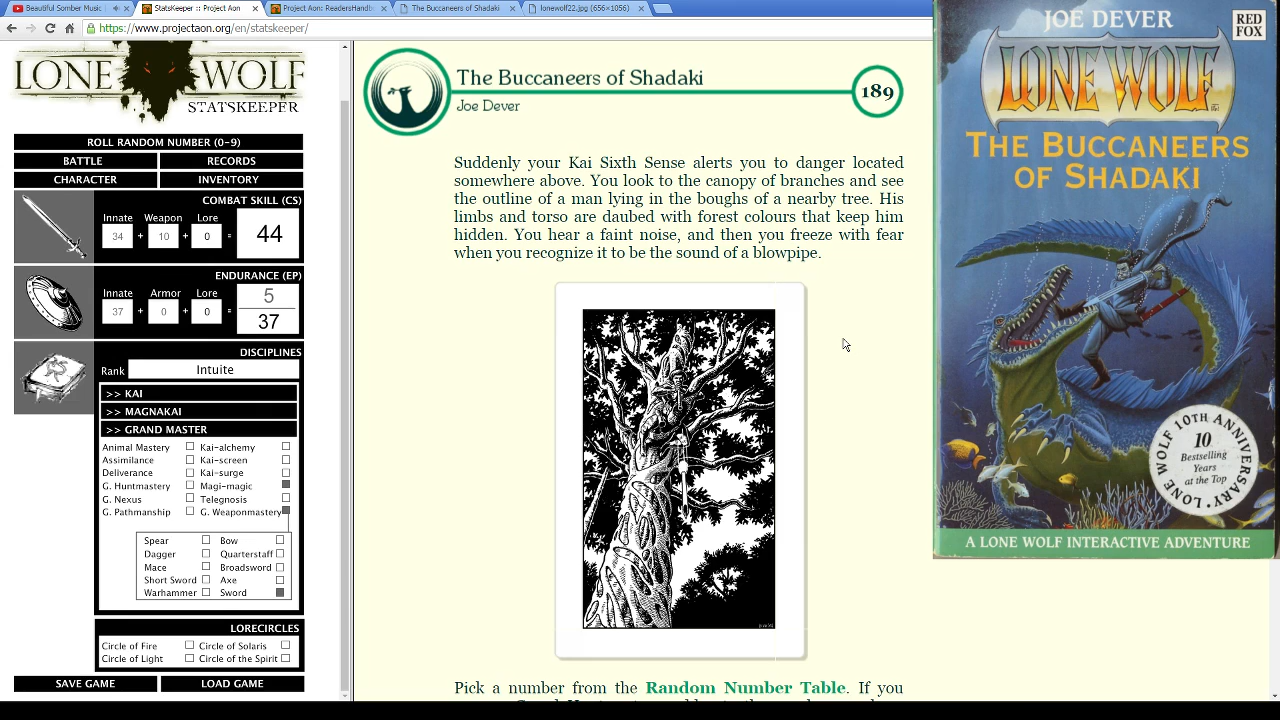 Beautiful Somber Music
StatsKeeper :: Project Aon
Project Aon: ReadersHandb
The Buccaneers of Shadaki
lonewolf22.jpg (656×1056)
https://www.projectaon.org/en/statskeeper/
LONE WOLF
STATSKEEPER
ROLL RANDOM NUMBER (0-9)
BATTLE
RECORDS
CHARACTER
INVENTORY
COMBAT SKILL (CS)
Innate Weapon Lore
34 + 10 + 0 = 44
ENDURANCE (EP)
Innate Armor Lore
5
37 + 0 + 0 = 37
DISCIPLINES
Rank Intuite
>> KAI
>> MAGNAKAI
>> GRAND MASTER
Animal Mastery Kai-alchemy
Assimilance Kai-screen
Deliverance Kai-surge
G. Huntmastery Magi-magic
G. Nexus Telegnosis
G. Pathmanship G. Weaponmastery
Spear Bow
Dagger Quarterstaff
Mace Broadsword
Short Sword Axe
Warhammer Sword
LORECIRCLES
Circle of Fire Circle of Solaris
Circle of Light Circle of the Spirit
SAVE GAME
LOAD GAME
The Buccaneers of Shadaki
Joe Dever
189
Suddenly your Kai Sixth Sense alerts you to danger located
somewhere above. You look to the canopy of branches and see
the outline of a man lying in the boughs of a nearby tree. His
limbs and torso are daubed with forest colours that keep him
hidden. You hear a faint noise, and then you freeze with fear
when you recognize it to be the sound of a blowpipe.
Pick a number from the Random Number Table. If you
JOE DEVER
RED
FOX
LONE WOLF
THE BUCCANEERS
OF SHADAKI
LONE WOLF 10TH ANNIVERSARY
10
Bestselling
Years
at the Top
A LONE WOLF INTERACTIVE ADVENTURE